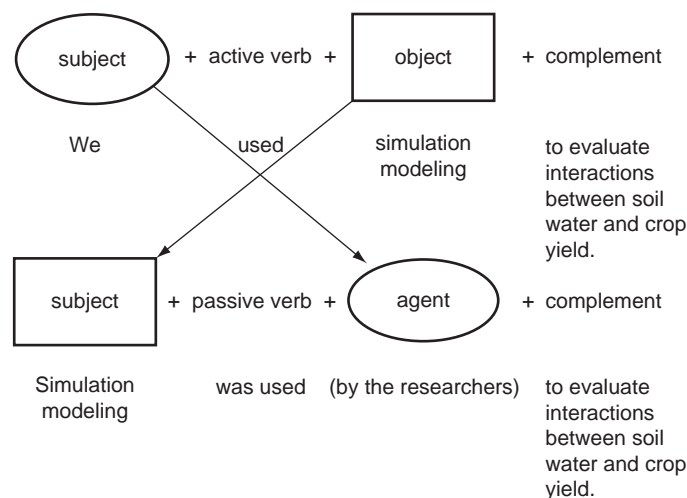 subject + active verb + object + complement
We used simulation modeling to evaluate interactions between soil water and crop yield.
subject + passive verb + agent + complement
Simulation modeling was used (by the researchers) to evaluate interactions between soil water and crop yield.